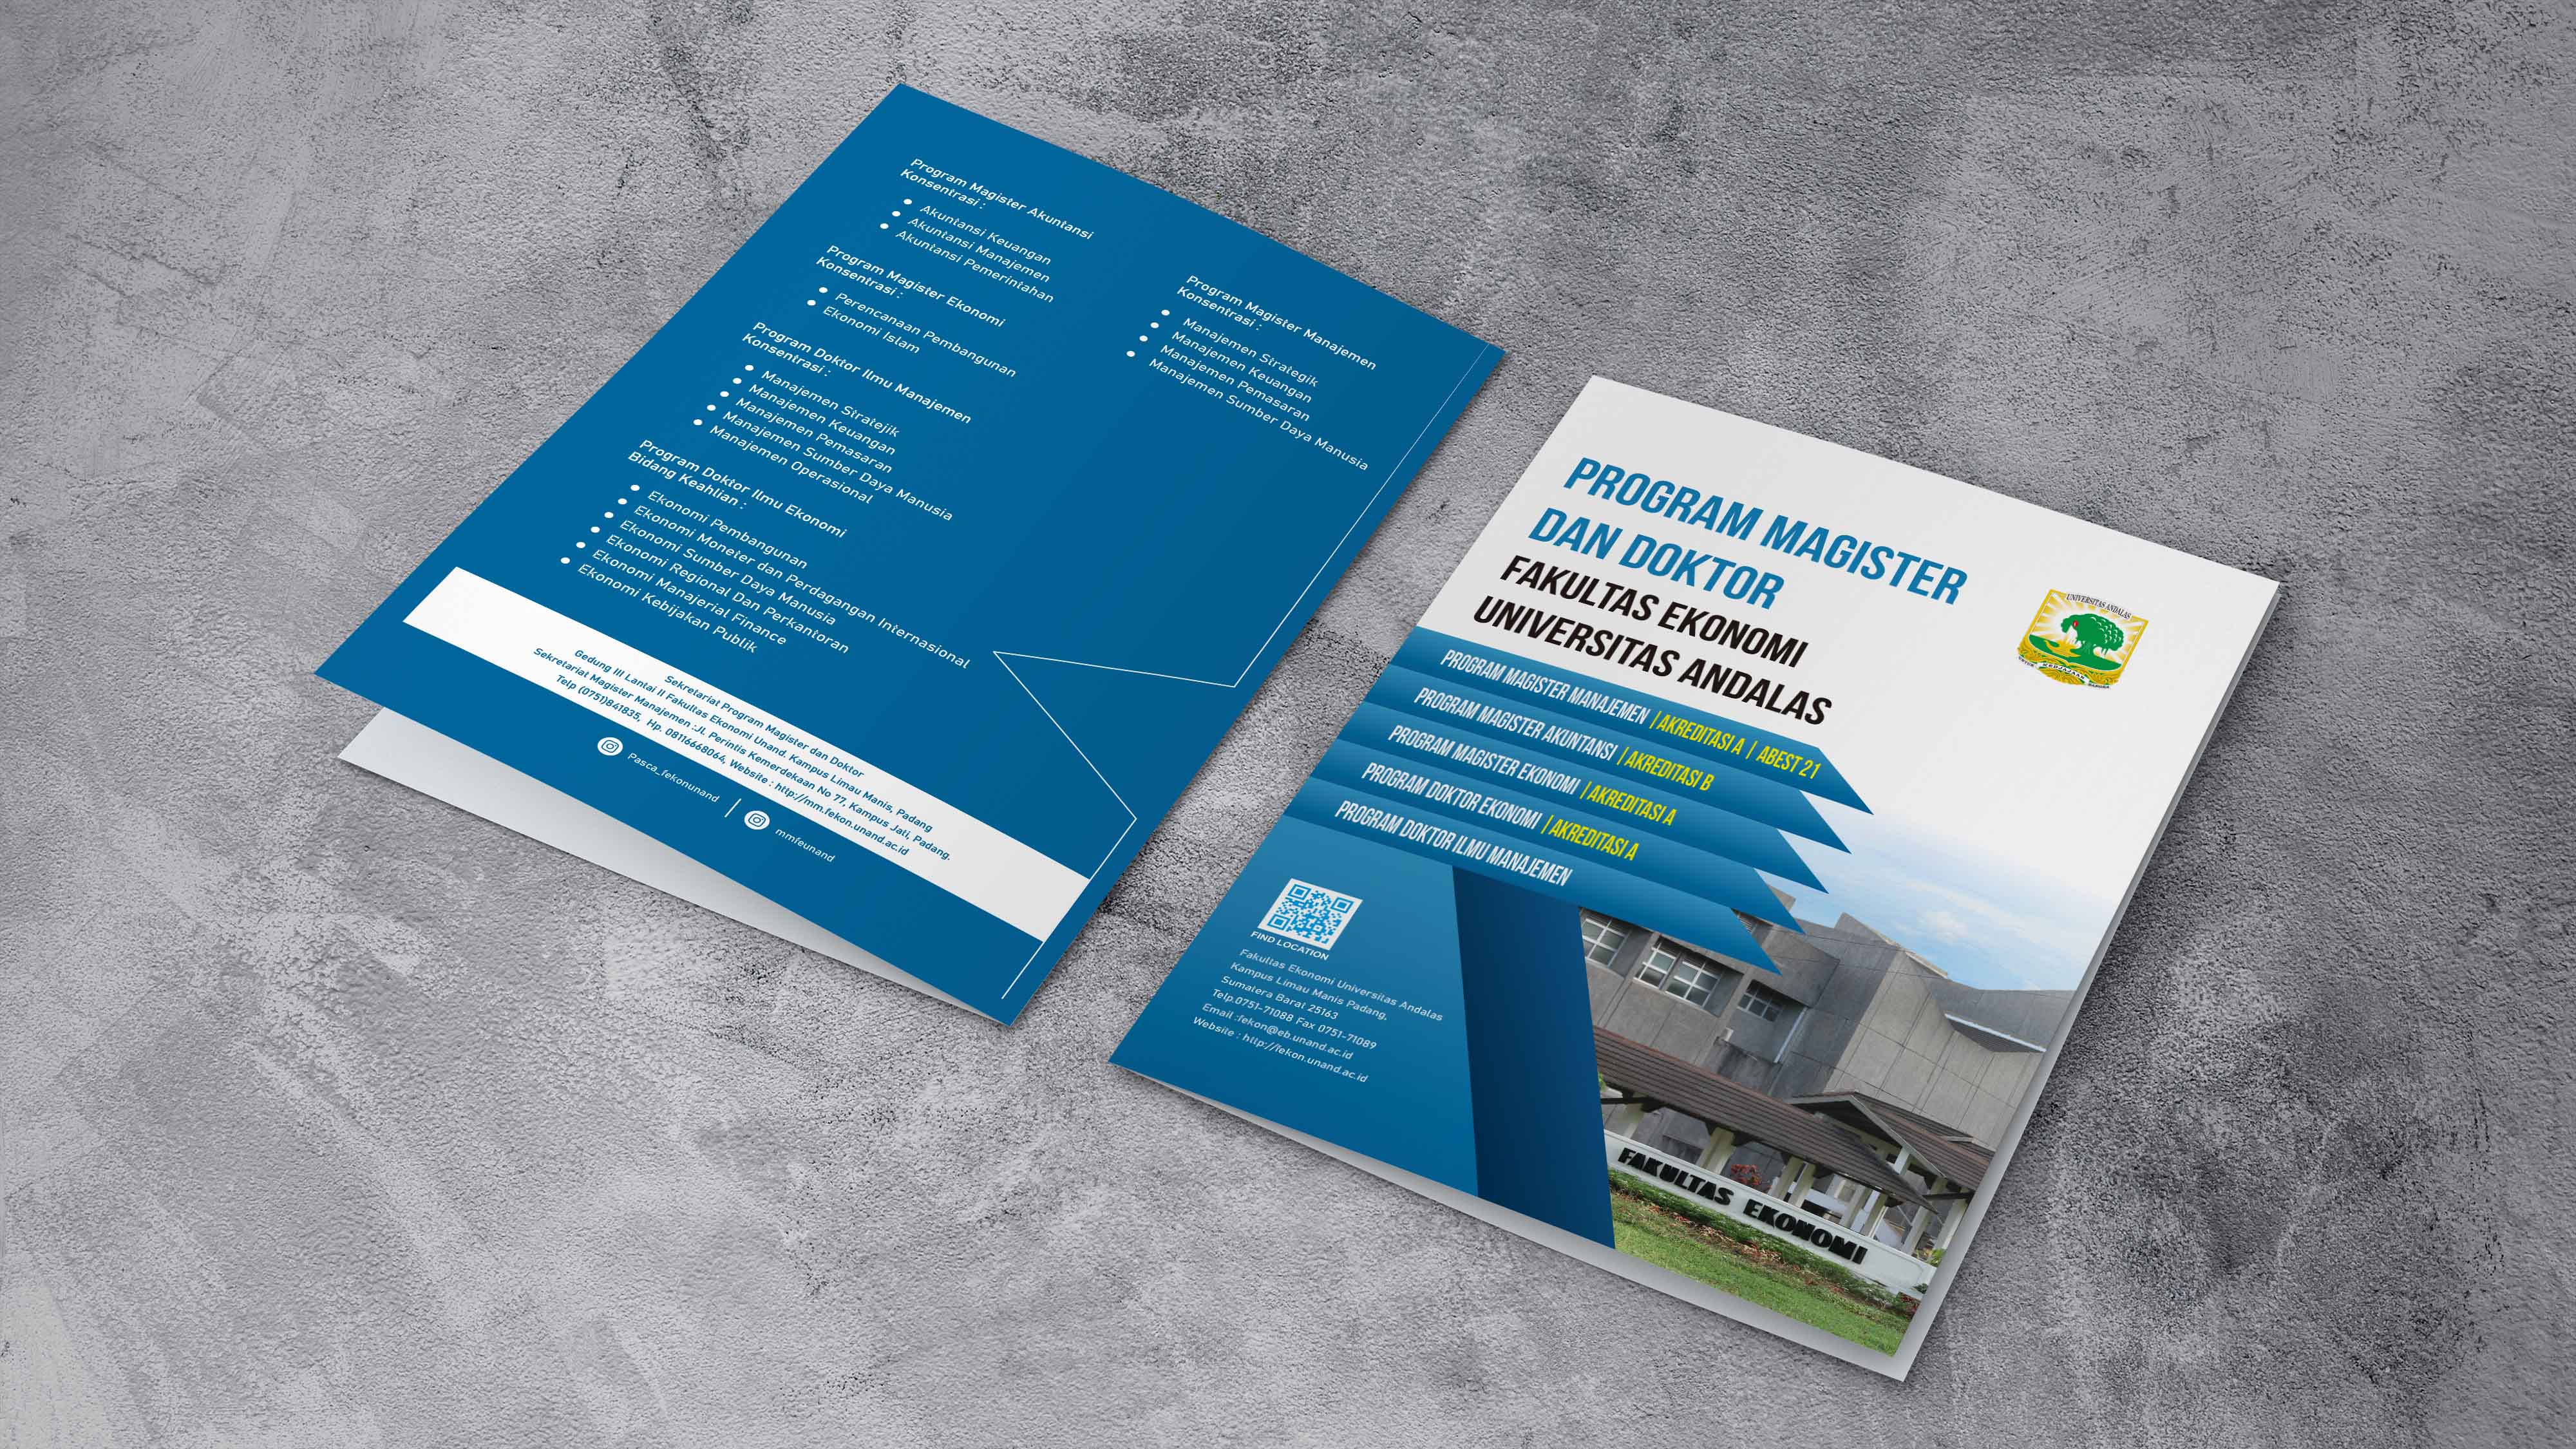 Program Magister Akuntansi
Konsentrasi :
Akuntansi Keuangan
Akuntansi Manajemen
Akuntansi Pemerintahan
Program Magister Ekonomi
Konsentrasi :
Perencanaan Pembangunan
Ekonomi Islam
Program Doktor Ilmu Manajemen
Konsentrasi :
Manajemen Stratejik
Manajemen Keuangan
Manajemen Pemasaran
Manajemen Sumber Daya Manusia
Manajemen Operasional
Program Doktor Ilmu Ekonomi
Bidang Keahlian :
Ekonomi Pembangunan
Ekonomi Moneter dan Perdagangan Internasional
Ekonomi Sumber Daya Manusia
Ekonomi Regional Dan Perkantoran
Ekonomi Manajerial Finance
Ekonomi Kebijakan Publik
Program Magister Manajemen
Konsentrasi :
Manajemen Strategik
Manajemen Keuangan
Manajemen Pemasaran
Manajemen Sumber Daya Manusia
Sekretariat Program Magister dan Doktor
Gedung III Lantai II Fakultas Ekonomi Unand. Kampus Limau Manis, Padang
Sekretariat Magister Manajemen :JL Perintis Kemerdekaan No 77, Kampus Jati, Padang.
Telp (0751)841835, Hp. 08116668064, Website : http://mm.fekon.unand.ac.id
Pasca_fekonunand | mmfeunand
PROGRAM MAGISTER
DAN DOKTOR
FAKULTAS EKONOMI
UNIVERSITAS ANDALAS
UNIVERSITAS ANDALAS
PROGRAM MAGISTER MANAJEMEN | AKREDITASI A | ABEST 21
PROGRAM MAGISTER AKUNTANSI | AKREDITASI B
PROGRAM MAGISTER EKONOMI | AKREDITASI A
PROGRAM DOKTOR EKONOMI | AKREDITASI A
PROGRAM DOKTOR ILMU MANAJEMEN
FIND LOCATION
Fakultas Ekonomi Universitas Andalas
Kampus Limau Manis Padang,
Sumatera Barat 25163
Telp.0751-71088 Fax 0751-71089
Email :fekon@eb.unand.ac.id
Website : http://fekon.unand.ac.id
FAKULTAS EKONOMI